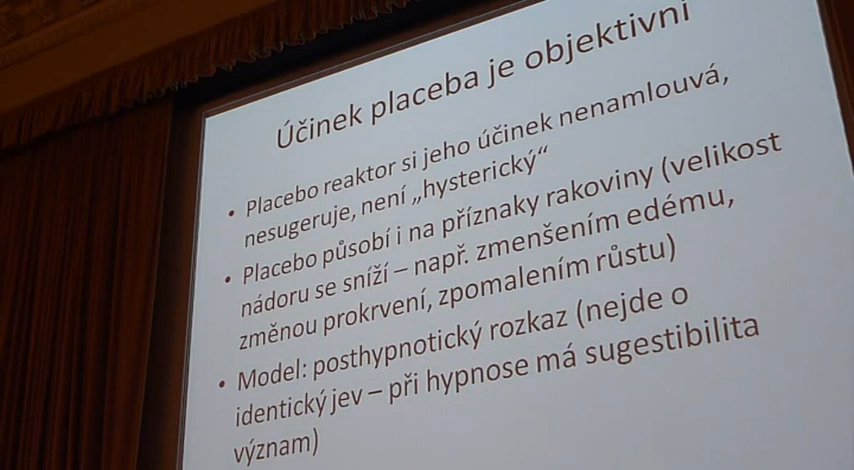 Účinek placeba je objektivní
• Placebo reaktor si jeho účinek nenamlouvá,
nesugeruje, není „hysterický“
• Placebo působí i na příznaky rakoviny (velikost
nádoru se sníží – např. zmenšením edému,
změnou prokrvení, zpomalením růstu)
• Model: posthypnotický rozkaz (nejde o
identický jev – při hypnose má sugestibilita
význam)